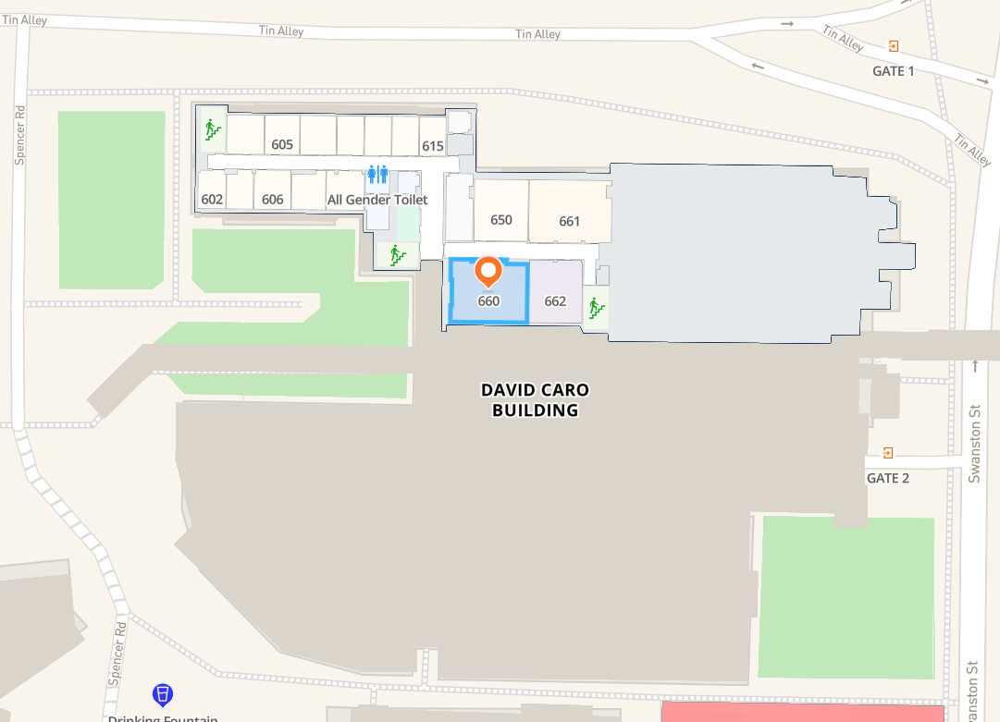 Tin Alley
Tin Alley
Tin Alley
Tin Alley
GATE 1
Tin Alley
Spencer Rd
605
615
602
606
All Gender Toilet
650
661
660
662
DAVID CARO
BUILDING
Swanston St
GATE 2
Spencer Rd
Swanston St
Drinking Fountain